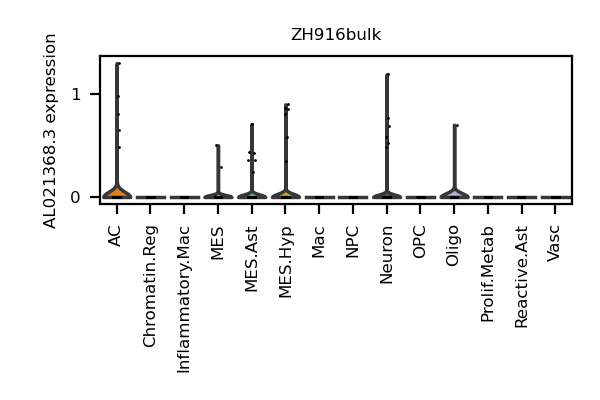 ZH916bulk
AL021368.3 expression
1
0
AC
Chromatin.Reg
Inflammatory.Mac
MES
MES.Ast
MES.Hyp
Mac
NPC
Neuron
OPC
Oligo
Prolif.Metab
Reactive.Ast
Vasc